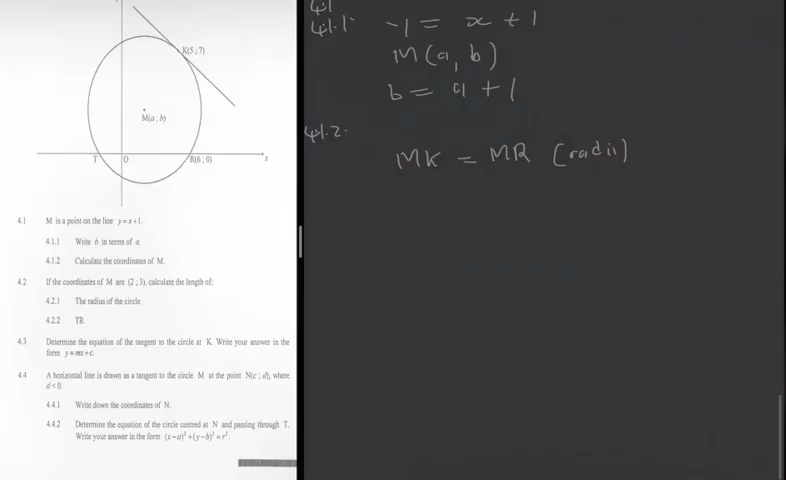 K(5 ; 7)
M(a ; b)
T
O
R(6 ; 0)
x
4.1 M is a point on the line y = x + 1.
4.1.1 Write b in terms of a.
4.1.2 Calculate the coordinates of M.
4.2 If the coordinates of M are (2 ; 3), calculate the length of:
4.2.1 The radius of the circle
4.2.2 TR
4.3 Determine the equation of the tangent to the circle at K. Write your answer in the
form y = mx + c.
4.4 A horizontal line is drawn as a tangent to the circle M at the point N(c ; d), where
d < 0.
4.4.1 Write down the coordinates of N.
4.4.2 Determine the equation of the circle centred at N and passing through T.
Write your answer in the form (x − a)² + (y − b)² = r².
4.1
4.1.1 y = x + 1
M (a, b)
b = a + 1
4.1.2
MK = MR (radii)